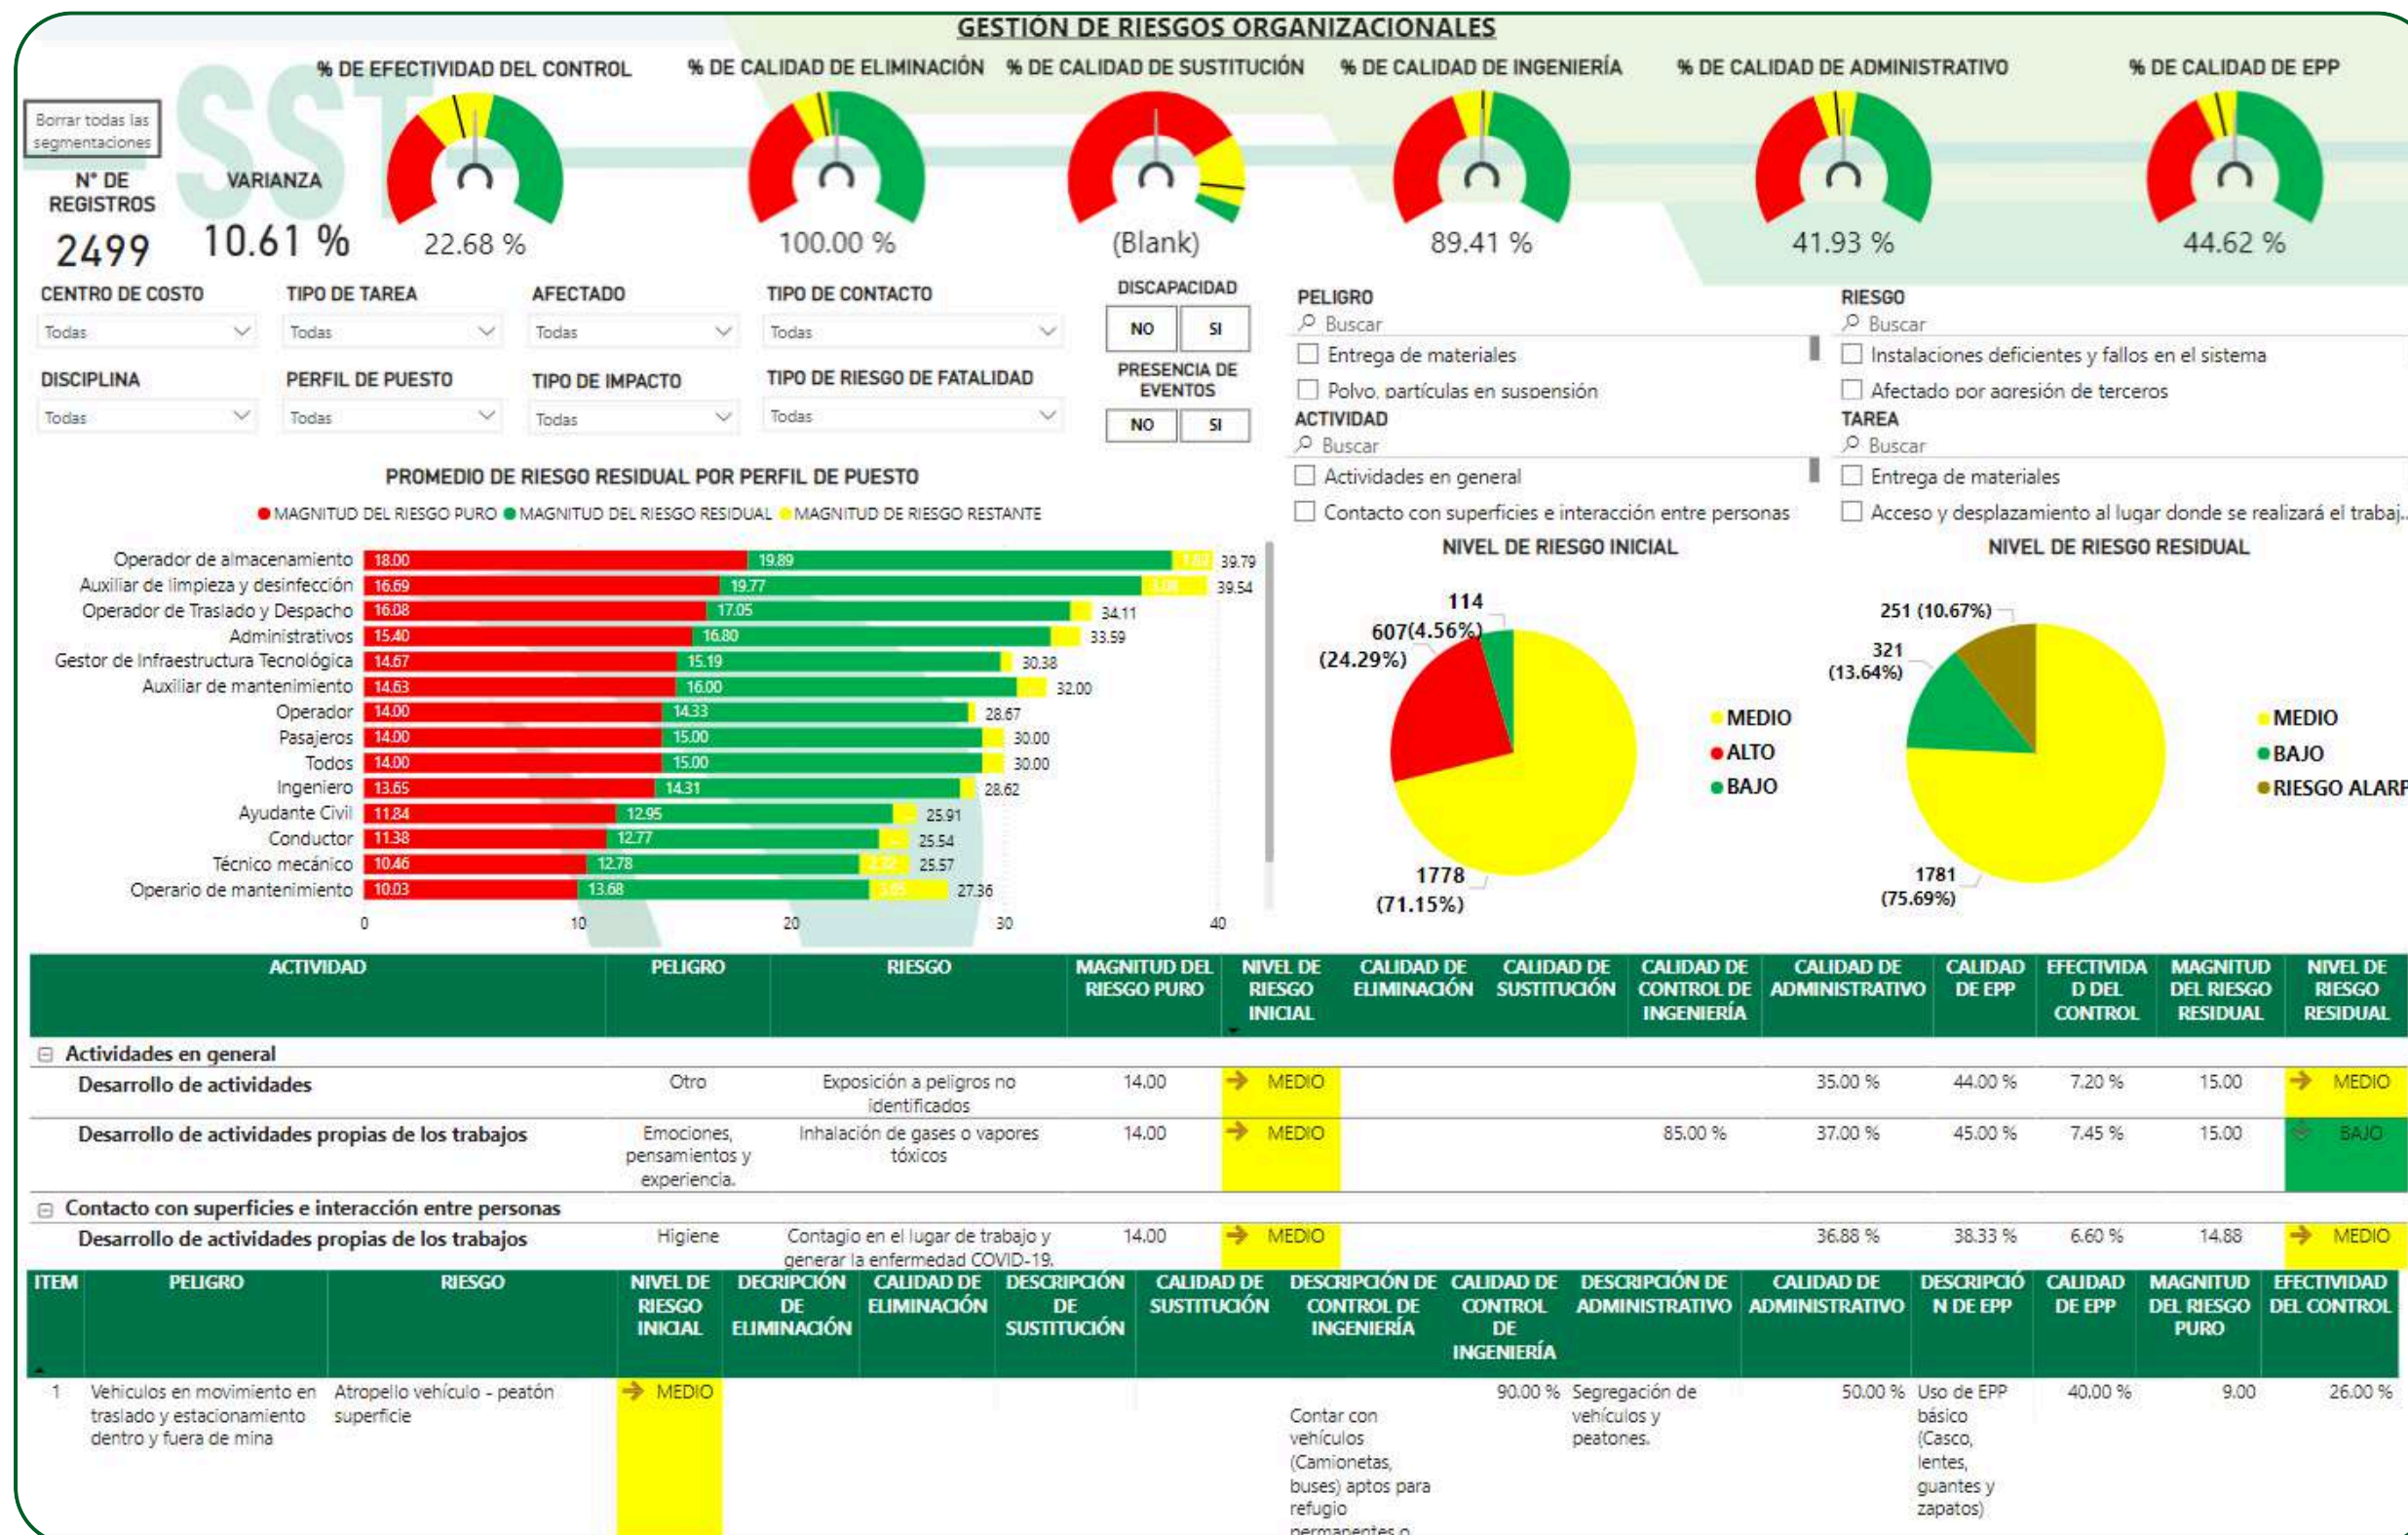 GESTIÓN DE RIESGOS ORGANIZACIONALES
% DE EFECTIVIDAD DEL CONTROL
% DE CALIDAD DE ELIMINACIÓN
% DE CALIDAD DE SUSTITUCIÓN
% DE CALIDAD DE INGENIERÍA
% DE CALIDAD DE ADMINISTRATIVO
% DE CALIDAD DE EPP
SST
Borrar todas las
segmentaciones
N° DE
REGISTROS
2499
VARIANZA
10.61 %
22.68 %
100.00 %
(Blank)
89.41 %
41.93 %
44.62 %
CENTRO DE COSTO
Todas
TIPO DE TAREA
Todas
AFECTADO
Todas
TIPO DE CONTACTO
Todas
DISCAPACIDAD
NO SI
DISCIPLINA
Todas
PERFIL DE PUESTO
Todas
TIPO DE IMPACTO
Todas
TIPO DE RIESGO DE FATALIDAD
Todas
PRESENCIA DE
EVENTOS
NO SI
PELIGRO
Buscar
Entrega de materiales
Polvo, partículas en suspensión
RIESGO
Buscar
Instalaciones deficientes y fallos en el sistema
Afectado por agresión de terceros
ACTIVIDAD
Buscar
Actividades en general
Contacto con superficies e interacción entre personas
TAREA
Buscar
Entrega de materiales
Acceso y desplazamiento al lugar donde se realizará el trabaj...
PROMEDIO DE RIESGO RESIDUAL POR PERFIL DE PUESTO
MAGNITUD DEL RIESGO PURO MAGNITUD DEL RIESGO RESIDUAL MAGNITUD DE RIESGO RESTANTE
Operador de almacenamiento 18.00 19.89 39.79
Auxiliar de limpieza y desinfección 16.69 19.77 39.54
Operador de Traslado y Despacho 16.08 17.05 34.11
Administrativos 15.40 16.80 33.59
Gestor de Infraestructura Tecnológica 14.67 15.19 30.38
Auxiliar de mantenimiento 14.63 16.00 32.00
Operador 14.00 14.33 28.67
Pasajeros 14.00 15.00 30.00
Todos 14.00 15.00 30.00
Ingeniero 13.65 14.31 28.62
Ayudante Civil 11.84 12.95 25.91
Conductor 11.38 12.77 25.54
Técnico mecánico 10.46 12.78 25.57
Operario de mantenimiento 10.03 13.68 27.36
0 10 20 30 40
NIVEL DE RIESGO INICIAL
114
(4.56%)
607
(24.29%)
1778
(71.15%)
MEDIO
ALTO
BAJO
NIVEL DE RIESGO RESIDUAL
251 (10.67%)
321
(13.64%)
1781
(75.69%)
MEDIO
BAJO
RIESGO ALARP
ACTIVIDAD PELIGRO RIESGO MAGNITUD DEL NIVEL DE CALIDAD DE CALIDAD DE CALIDAD DE CALIDAD DE CALIDAD EFECTIVIDA MAGNITUD NIVEL DE
RIESGO PURO RIESGO ELIMINACIÓN SUSTITUCIÓN CONTROL DE ADMINISTRATIVO DE EPP D DEL DEL RIESGO RIESGO
INICIAL INGENIERÍA CONTROL RESIDUAL RESIDUAL
Actividades en general
Desarrollo de actividades Otro Exposición a peligros no 14.00 MEDIO 35.00 % 44.00 % 7.20 % 15.00 MEDIO
identificados
Desarrollo de actividades propias de los trabajos Emociones, Inhalación de gases o vapores 14.00 MEDIO 85.00 % 37.00 % 45.00 % 7.45 % 15.00 BAJO
pensamientos y tóxicos
experiencia.
Contacto con superficies e interacción entre personas
Desarrollo de actividades propias de los trabajos Higiene Contagio en el lugar de trabajo y 14.00 MEDIO 36.88 % 38.33 % 6.60 % 14.88 MEDIO
generar la enfermedad COVID-19.
ITEM PELIGRO RIESGO NIVEL DE DECRIPCIÓN CALIDAD DE DESCRIPCIÓN CALIDAD DE DESCRIPCIÓN DE CALIDAD DE DESCRIPCIÓN DE CALIDAD DE DESCRIPCIÓ CALIDAD MAGNITUD EFECTIVIDAD
RIESGO DE ELIMINACIÓN DE SUSTITUCIÓN CONTROL DE CONTROL ADMINISTRATIVO ADMINISTRATIVO N DE EPP DE EPP DEL RIESGO DEL CONTROL
INICIAL ELIMINACIÓN SUSTITUCIÓN INGENIERÍA DE PURO
INGENIERÍA
1 Vehiculos en movimiento en Atropello vehículo - peatón MEDIO 90.00 % Segregación de 50.00 % Uso de EPP 40.00 % 9.00 26.00 %
traslado y estacionamiento superficie Contar con vehículos y básico
dentro y fuera de mina vehículos peatones. (Casco,
(Camionetas, lentes,
buses) aptos para guantes y
refugio zapatos)
permanentes o